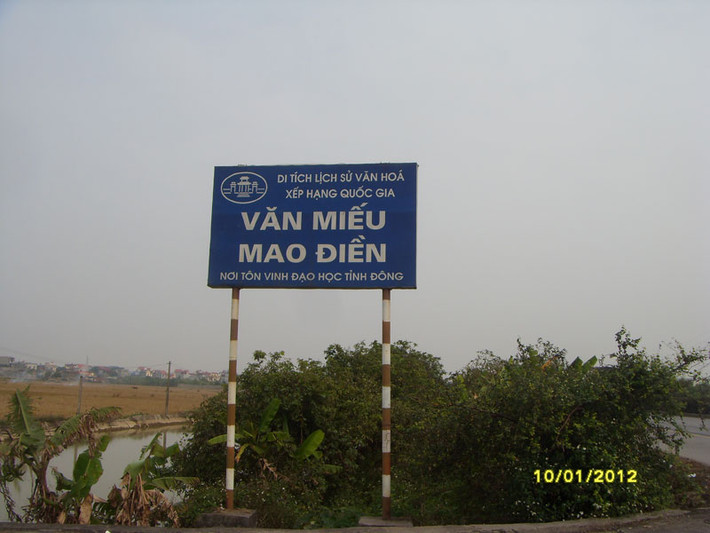 DI TÍCH LỊCH SỬ VĂN HOÁ
XẾP HẠNG QUỐC GIA
VĂN MIẾU
MAO ĐIỀN
NƠI TÔN VINH ĐẠO HỌC TỈNH ĐÔNG
10/01/2012